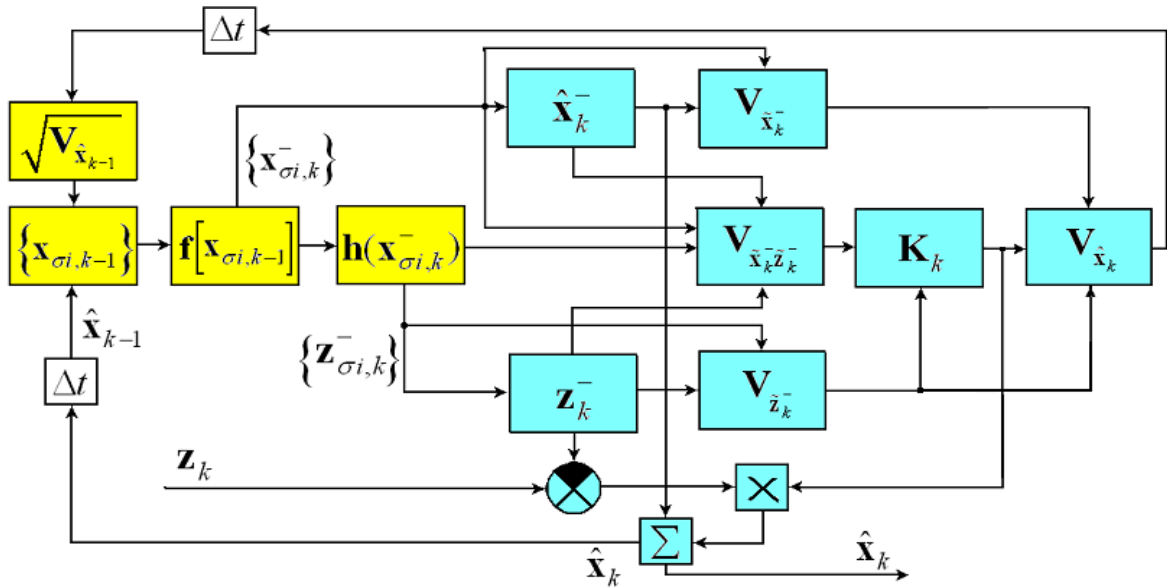 Δt
√V_{x̂_{k-1}}
x̂_k^-
V_{x̃_k^-}
{x_{σi,k}^-}
{x_{σi,k-1}}
f[x_{σi,k-1}]
h(x_{σi,k}^-)
V_{x̃_k^- z̃_k^-}
K_k
V_{x̂_k}
x̂_{k-1}
{z_{σi,k}^-}
Δt
z_k^-
V_{z̃_k^-}
z_k
×
Σ
x̂_k
x̂_k